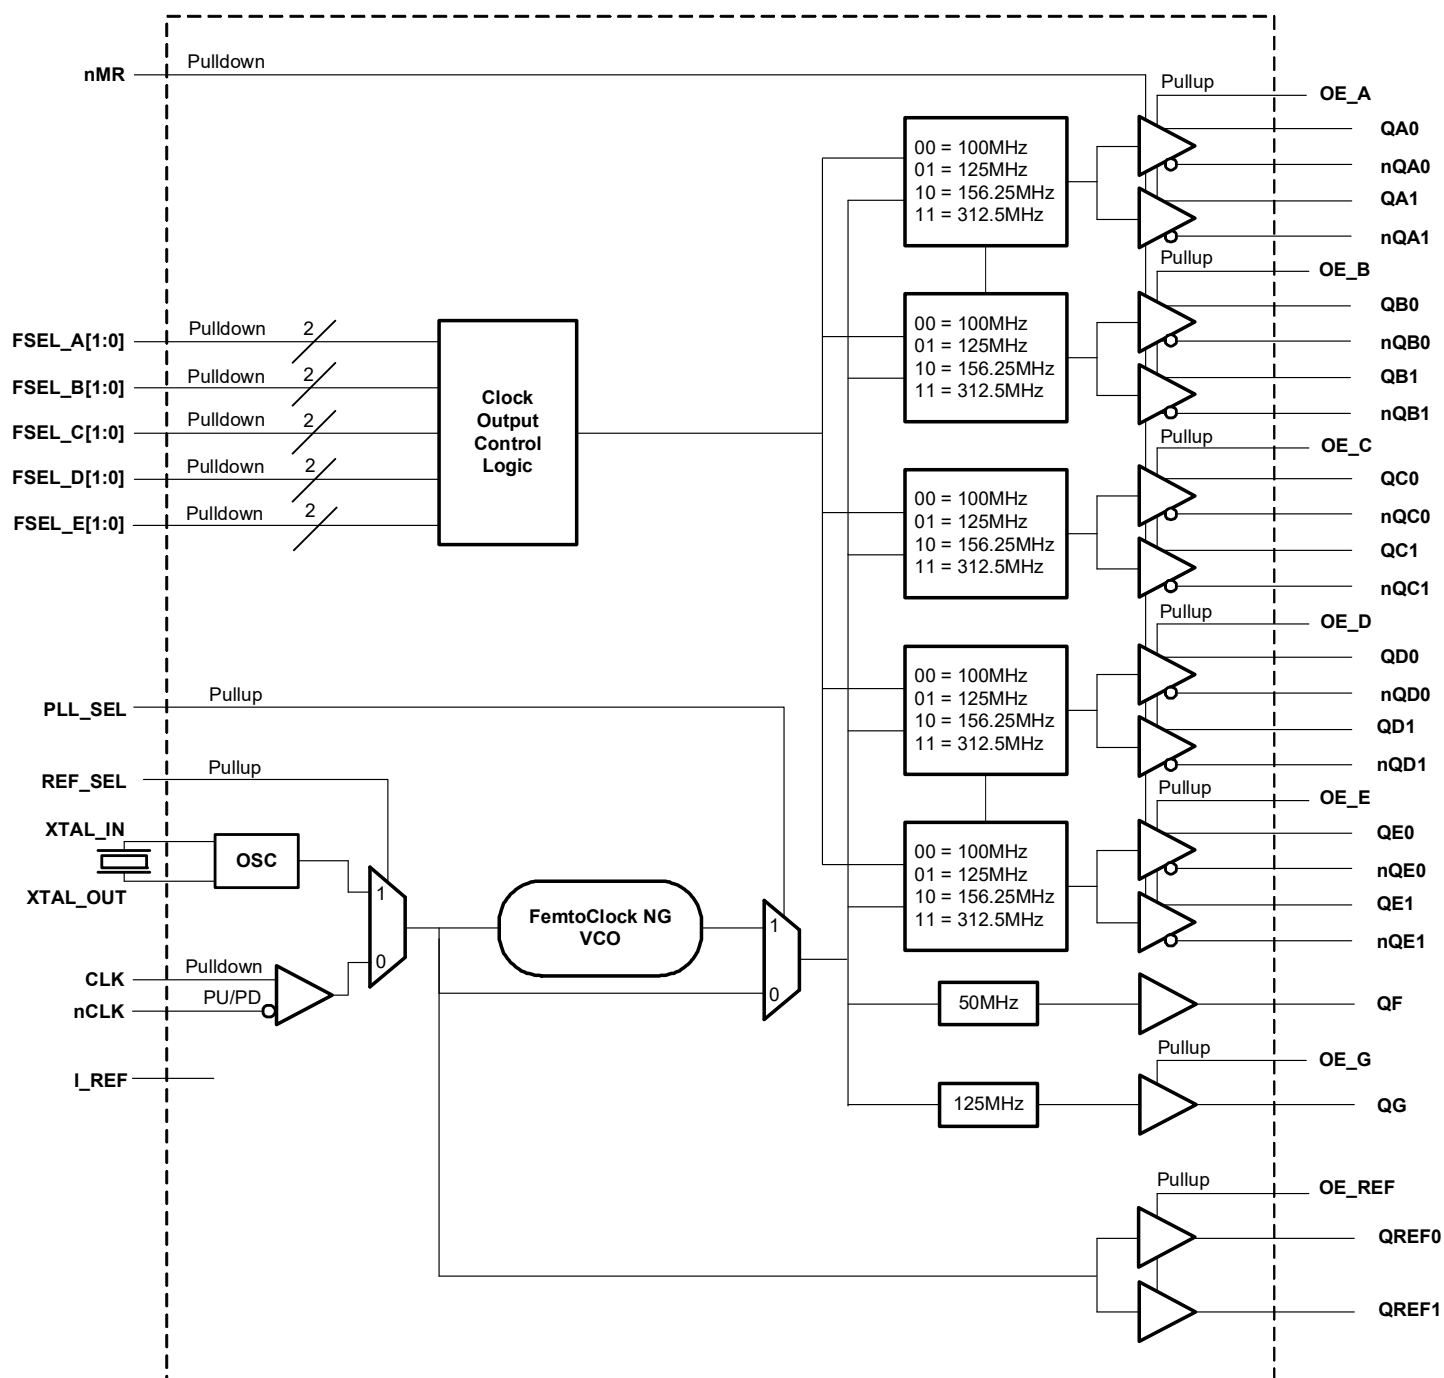 nMR
Pulldown
Pullup
OE_A
QA0
nQA0
QA1
nQA1
00 = 100MHz
01 = 125MHz
10 = 156.25MHz
11 = 312.5MHz
Pullup
OE_B
QB0
nQB0
QB1
nQB1
00 = 100MHz
01 = 125MHz
10 = 156.25MHz
11 = 312.5MHz
FSEL_A[1:0]
Pulldown
2
FSEL_B[1:0]
Pulldown
2
FSEL_C[1:0]
Pulldown
2
FSEL_D[1:0]
Pulldown
2
FSEL_E[1:0]
Pulldown
2
Clock
Output
Control
Logic
Pullup
OE_C
QC0
nQC0
QC1
nQC1
00 = 100MHz
01 = 125MHz
10 = 156.25MHz
11 = 312.5MHz
Pullup
OE_D
QD0
nQD0
QD1
nQD1
00 = 100MHz
01 = 125MHz
10 = 156.25MHz
11 = 312.5MHz
PLL_SEL
Pullup
REF_SEL
Pullup
XTAL_IN
OSC
XTAL_OUT
1
0
FemtoClock NG
VCO
1
0
CLK
Pulldown
nCLK
PU/PD
I_REF
Pullup
OE_E
QE0
nQE0
QE1
nQE1
00 = 100MHz
01 = 125MHz
10 = 156.25MHz
11 = 312.5MHz
50MHz
QF
Pullup
OE_G
125MHz
QG
Pullup
OE_REF
QREF0
QREF1